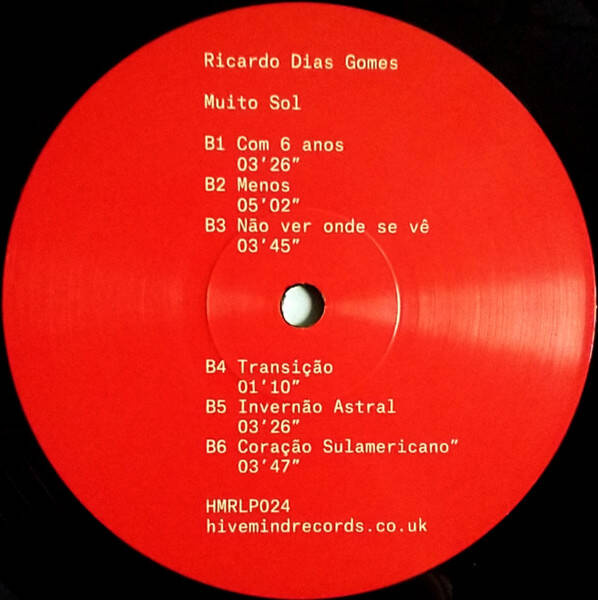 Ricardo Dias Gomes
Muito Sol
B1 Com 6 anos
03'26"
B2 Menos
05'02"
B3 Não ver onde se vê
03'45"
B4 Transição
01'10"
B5 Invernão Astral
03'26"
B6 Coração Sulamericano"
03'47"
HMRLP024
hivemindrecords.co.uk